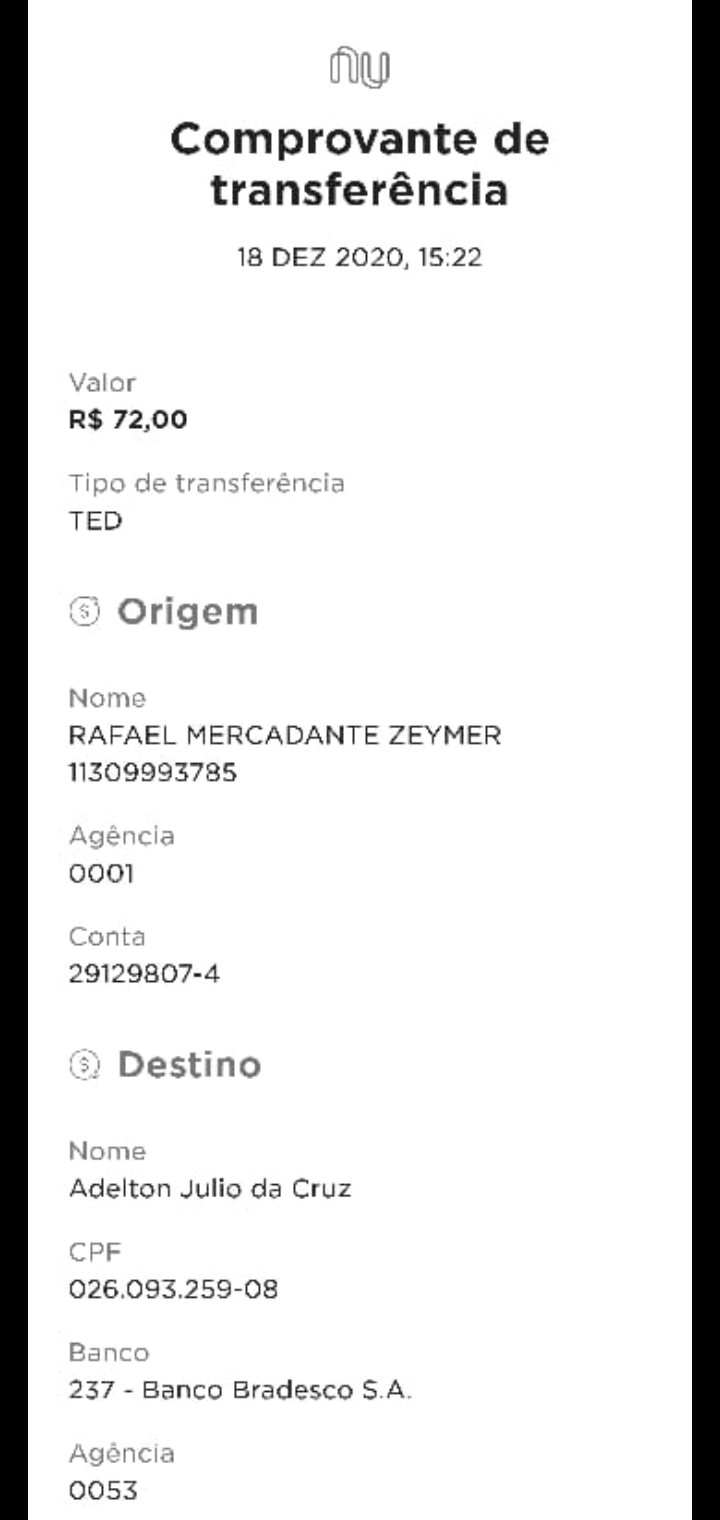 nu
Comprovante de
transferência
18 DEZ 2020, 15:22
Valor
R$ 72,00
Tipo de transferência
TED
Origem
Nome
RAFAEL MERCADANTE ZEYMER
11309993785
Agência
0001
Conta
29129807-4
Destino
Nome
Adelton Julio da Cruz
CPF
026.093.259-08
Banco
237 - Banco Bradesco S.A.
Agência
0053